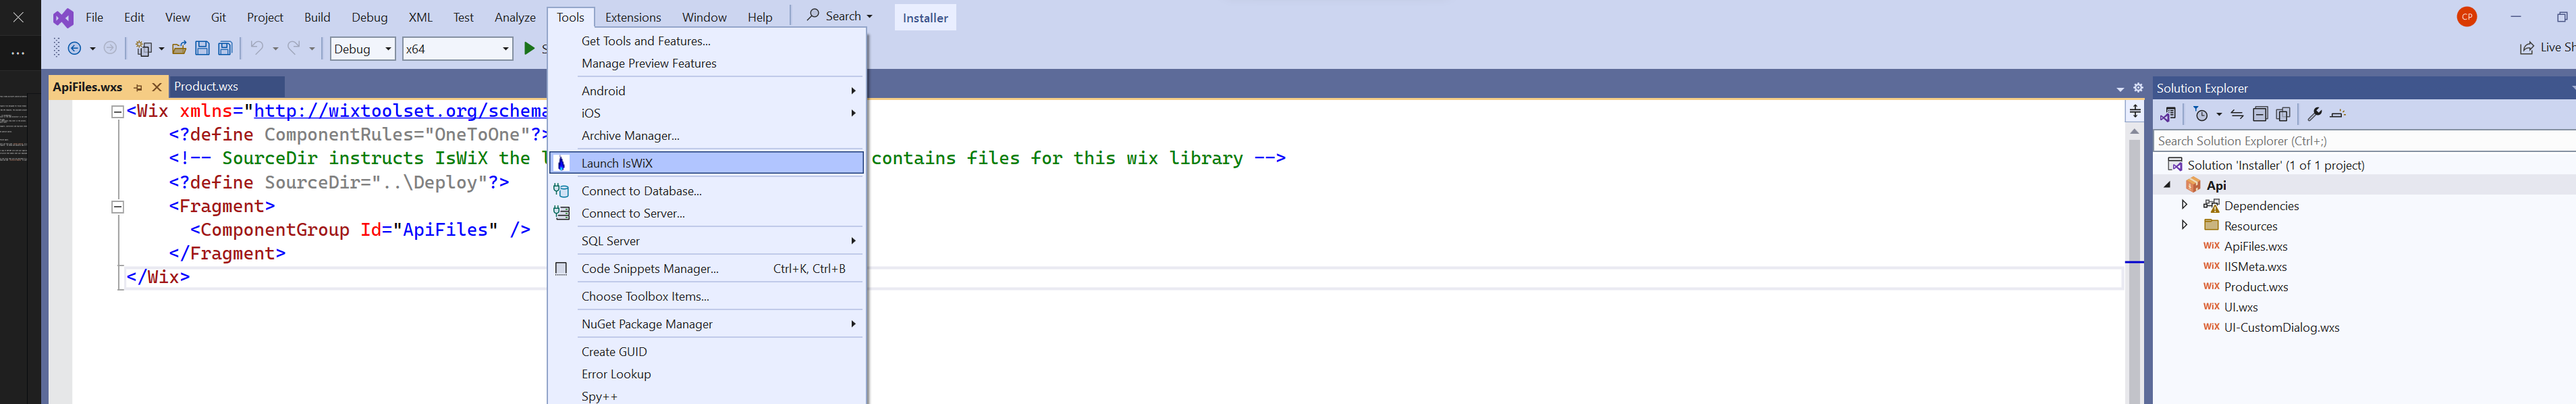 File Edit View Git Project Build Debug XML Test Analyze Tools Extensions Window Help Search Installer CP
Debug x64 Live Sh
ApiFiles.wxs Product.wxs
<Wix xmlns="http://wixtoolset.org/schema
<?define ComponentRules="OneToOne"?>
<!-- SourceDir instructs IsWiX the l contains files for this wix library -->
<?define SourceDir="..\Deploy"?>
<Fragment>
<ComponentGroup Id="ApiFiles" />
</Fragment>
</Wix>
Get Tools and Features...
Manage Preview Features
Android
iOS
Archive Manager...
Launch IsWiX
Connect to Database...
Connect to Server...
SQL Server
Code Snippets Manager... Ctrl+K, Ctrl+B
Choose Toolbox Items...
NuGet Package Manager
Create GUID
Error Lookup
Spy++
Solution Explorer
Search Solution Explorer (Ctrl+;)
Solution 'Installer' (1 of 1 project)
Api
Dependencies
Resources
WiX ApiFiles.wxs
WiX IISMeta.wxs
WiX Product.wxs
WiX UI.wxs
WiX UI-CustomDialog.wxs